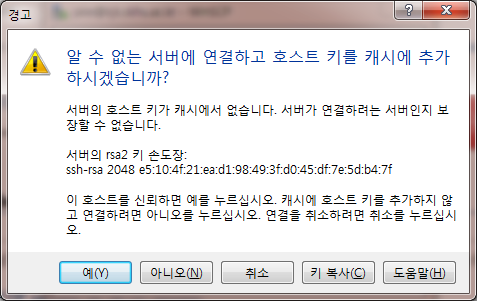 경고
알 수 없는 서버에 연결하고 호스트 키를 캐시에 추가
하시겠습니까?
서버의 호스트 키가 캐시에서 없습니다. 서버가 연결하려는 서버인지 보
장할 수 없습니다.
서버의 rsa2 키 손도장:
ssh-rsa 2048 e5:10:4f:21:ea:d1:98:49:3f:d0:45:df:7e:5d:b4:7f
이 호스트를 신뢰하면 예를 누르십시오. 캐시에 호스트 키를 추가하지 않
고 연결하려면 아니오를 누르십시오. 연결을 취소하려면 취소를 누르십시
오.
예(Y) 아니오(N) 취소 키 복사(C) 도움말(H)